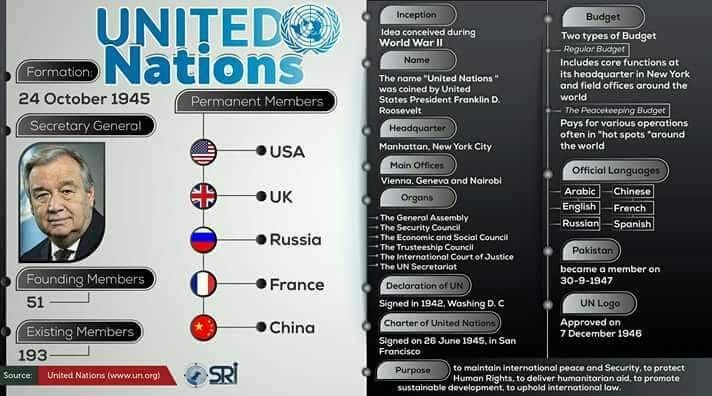 UNITED
Nations
Formation:
24 October 1945
Secretary General
Founding Members
51
Existing Members
193
Permanent Members
USA
UK
Russia
France
China
Source: United Nations (www.un.org)
SRI
Inception
Idea conceived during
World War II
Name
The name "United Nations "
was coined by United
States President Franklin D.
Roosevelt
Headquarter
Manhattan, New York City
Main Offices
Vienna, Geneva and Nairobi
Organs
The General Assembly
The Security Council
The Economic and Social Council
The Trusteeship Council
The International Court of Justice
The UN Secretariat
Declaration of UN
Signed in 1942, Washing D. C
Charter of United Nations
Signed on 26 June 1945, in San
Francisco
Purpose
to maintain international peace and Security, to protect
Human Rights, to deliver humanitarian aid, to promote
sustainable development, to uphold international law.
Budget
Two types of Budget
Regular Budget
Includes core functions at
its headquarter in New York
and field offices around the
world
The Peacekeeping Budget
Pays for various operations
often in "hot spots "around
the world
Official Languages
Arabic Chinese
English French
Russian Spanish
Pakistan
became a member on
30-9-1947
UN Logo
Approved on
7 December 1946